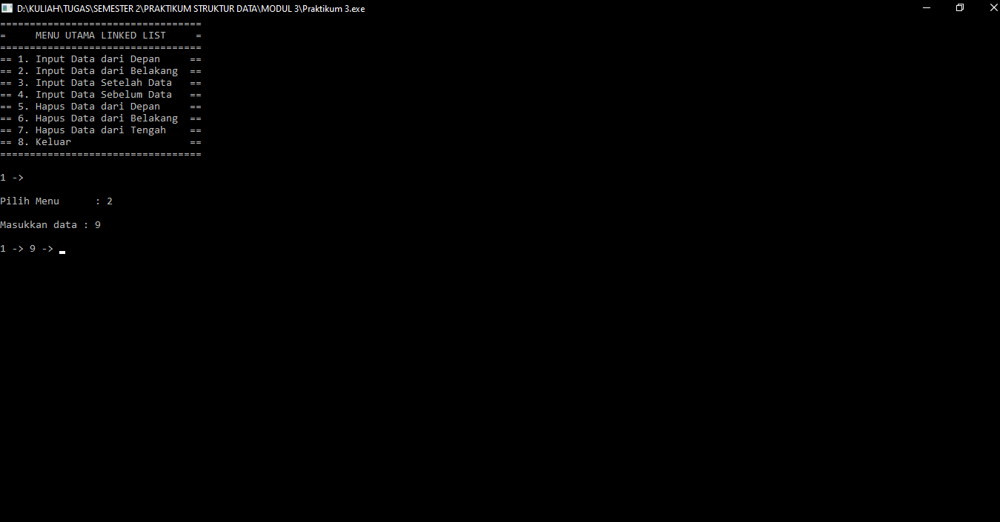 D:\KULIAH\TUGAS\SEMESTER 2\PRAKTIKUM STRUKTUR DATA\MODUL 3\Praktikum 3.exe
==================================
=     MENU UTAMA LINKED LIST     =
==================================
== 1. Input Data dari Depan     ==
== 2. Input Data dari Belakang  ==
== 3. Input Data Setelah Data   ==
== 4. Input Data Sebelum Data   ==
== 5. Hapus Data dari Depan     ==
== 6. Hapus Data dari Belakang  ==
== 7. Hapus Data dari Tengah    ==
== 8. Keluar                    ==
==================================
1 ->
Pilih Menu      : 2
Masukkan data : 9
1 -> 9 ->